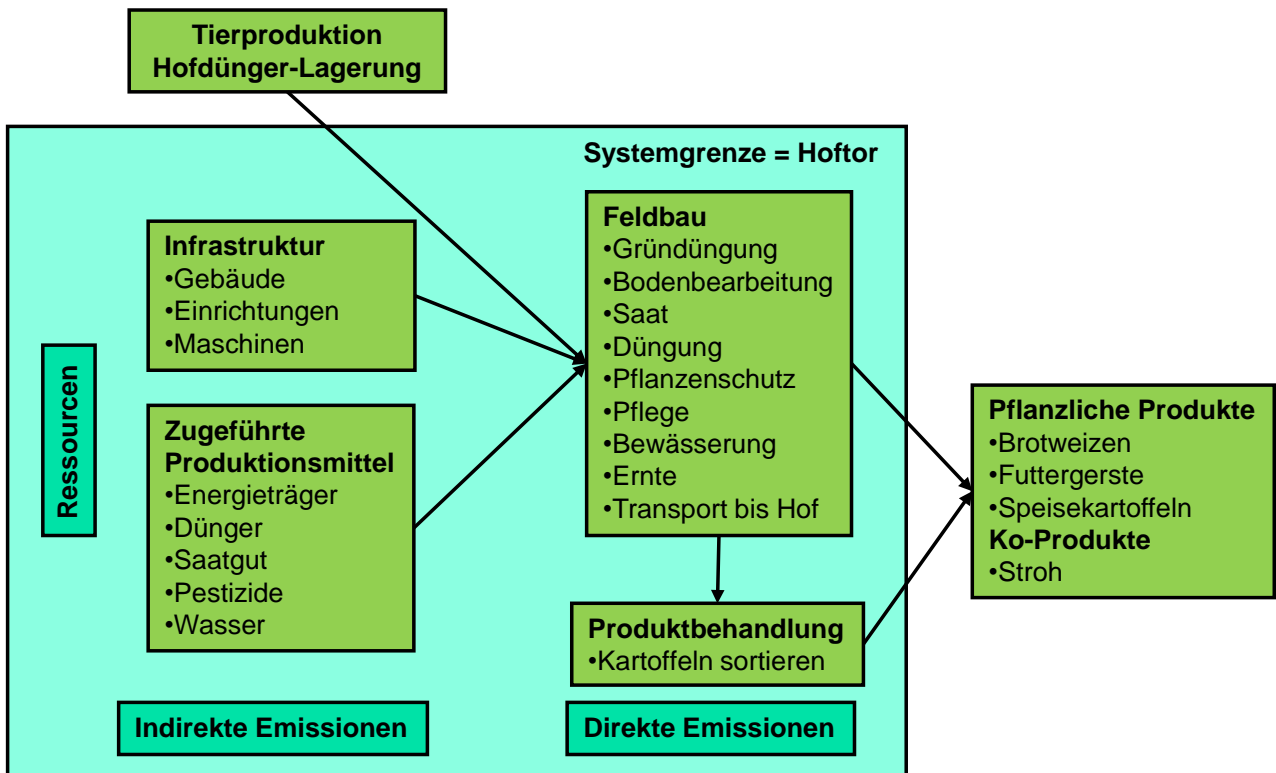 Tierproduktion
Hofdünger-Lagerung
Systemgrenze = Hoftor
Ressourcen
Infrastruktur
•Gebäude
•Einrichtungen
•Maschinen
Zugeführte
Produktionsmittel
•Energieträger
•Dünger
•Saatgut
•Pestizide
•Wasser
Indirekte Emissionen
Feldbau
•Gründüngung
•Bodenbearbeitung
•Saat
•Düngung
•Pflanzenschutz
•Pflege
•Bewässerung
•Ernte
•Transport bis Hof
Produktbehandlung
•Kartoffeln sortieren
Direkte Emissionen
Pflanzliche Produkte
•Brotweizen
•Futtergerste
•Speisekartoffeln
Ko-Produkte
•Stroh